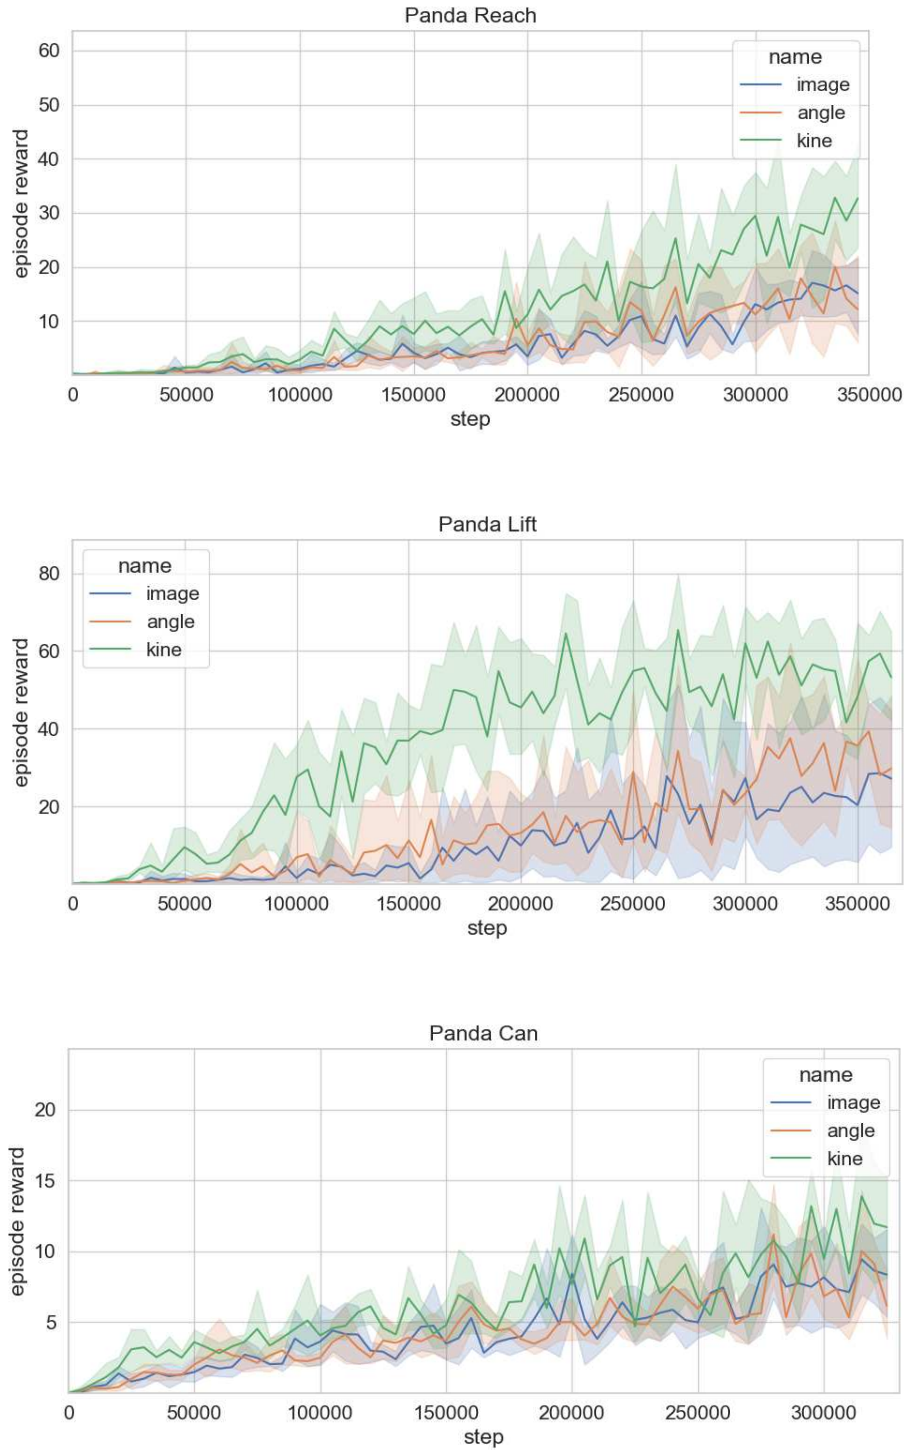 Panda Reach
60
50
40
30
20
10
episode reward
name
image
angle
kine
0 50000 100000 150000 200000 250000 300000 350000
step
Panda Lift
80
60
40
20
episode reward
name
image
angle
kine
0 50000 100000 150000 200000 250000 300000 350000
step
Panda Can
20
15
10
5
episode reward
name
image
angle
kine
0 50000 100000 150000 200000 250000 300000
step